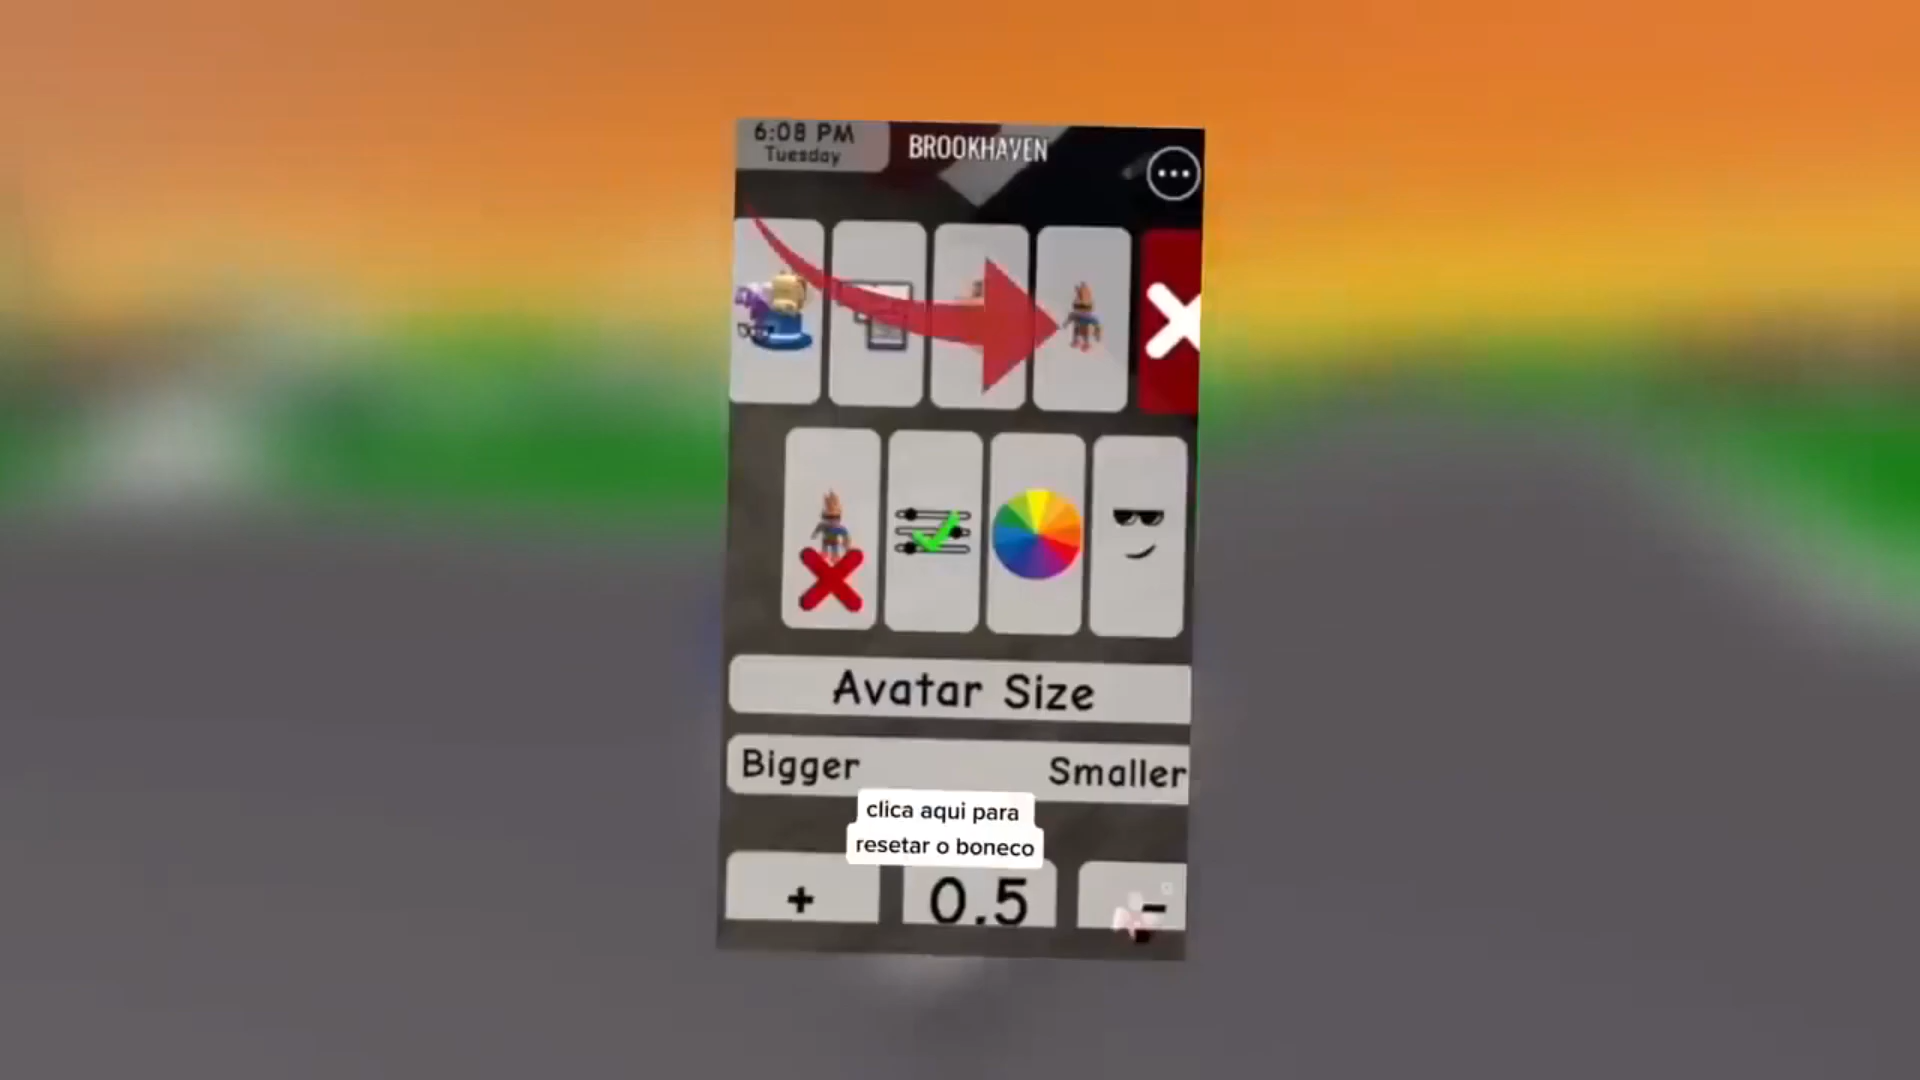 6:08 PM
Tuesday
BROOKHAVEN
Avatar Size
Bigger
Smaller
clica aqui para
resetar o boneco
+
0.5
-